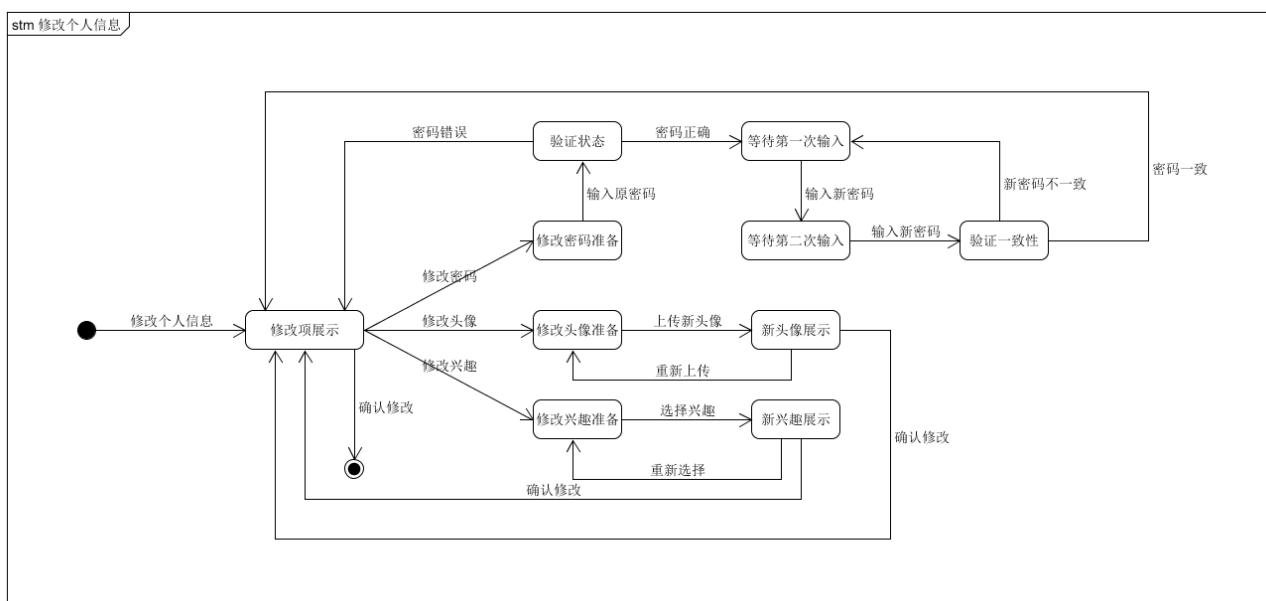 stm 修改个人信息
密码错误
验证状态
密码正确
等待第一次输入
密码一致
新密码不一致
输入原密码
输入新密码
修改密码准备
等待第二次输入
输入新密码
验证一致性
修改密码
修改个人信息
修改项展示
修改头像
修改头像准备
上传新头像
新头像展示
修改兴趣
重新上传
确认修改
修改兴趣准备
选择兴趣
新兴趣展示
确认修改
重新选择
确认修改